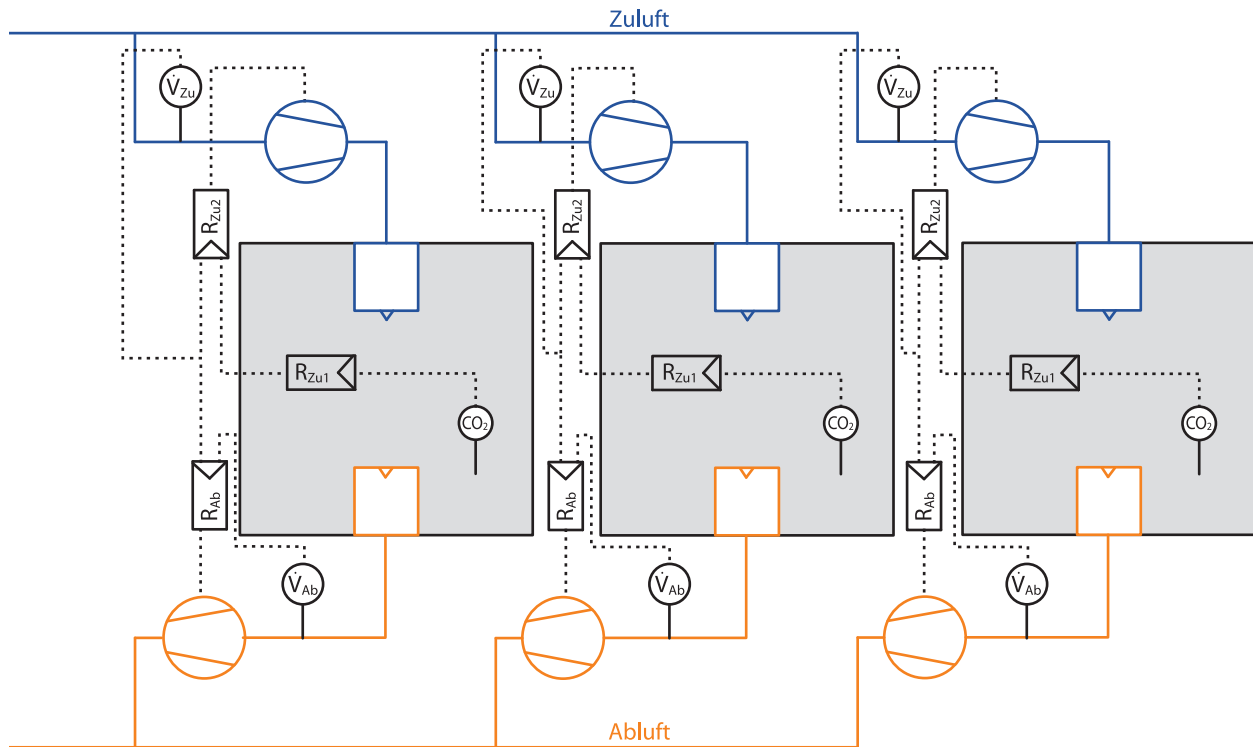 Zuluft
V̇Zu
V̇Zu
V̇Zu
RZu2
RZu2
RZu2
RZu1
RZu1
RZu1
CO₂
CO₂
CO₂
RAb
RAb
RAb
V̇Ab
V̇Ab
V̇Ab
Abluft